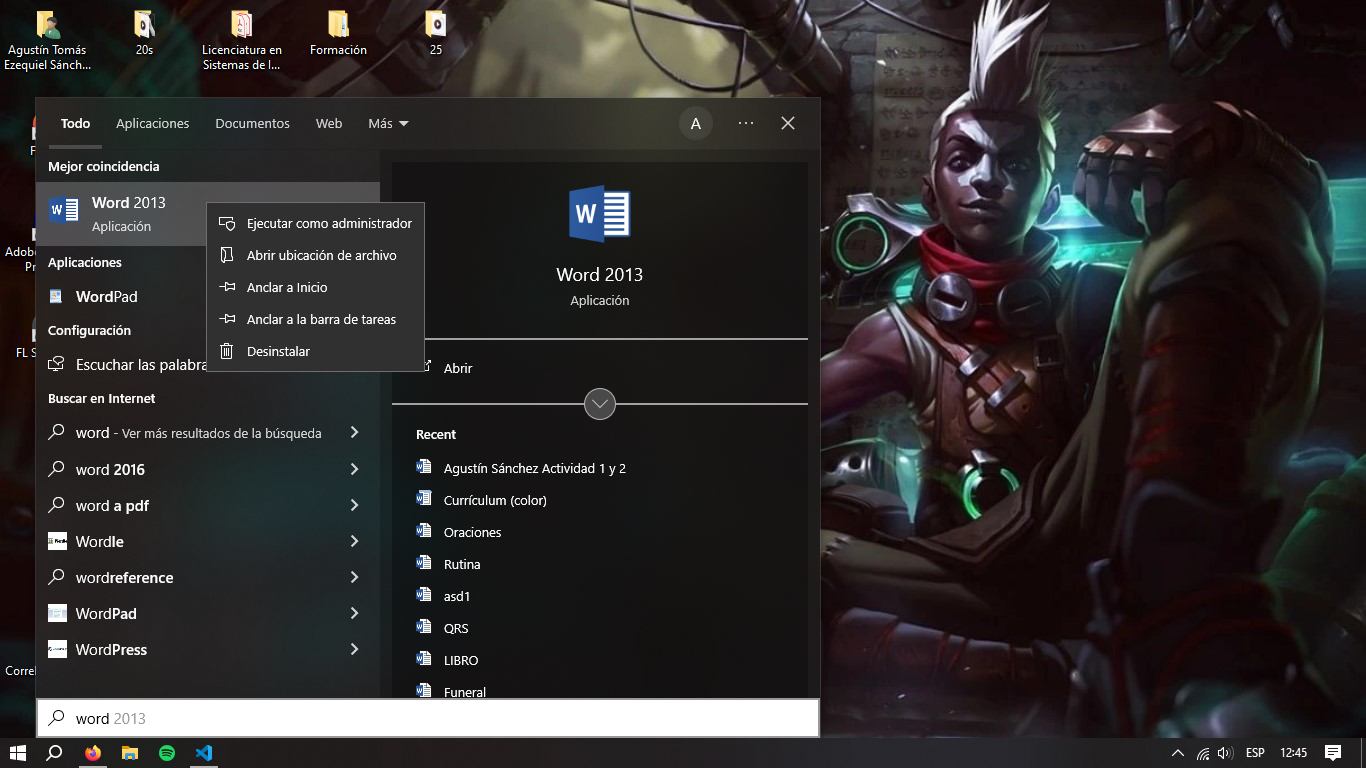 Agustín Tomás
Ezequiel Sánch...
20s
Licenciatura en
Sistemas de I...
Formación
25
Todo
Aplicaciones
Documentos
Web
Más
A
Mejor coincidencia
Word 2013
Aplicación
Ejecutar como administrador
Abrir ubicación de archivo
Anclar a Inicio
Anclar a la barra de tareas
Desinstalar
Aplicaciones
WordPad
Configuración
Escuchar las palabra
Buscar en Internet
word - Ver más resultados de la búsqueda
word 2016
word a pdf
Wordle
wordreference
WordPad
WordPress
Word 2013
Aplicación
Abrir
Recent
Agustín Sánchez Actividad 1 y 2
Currículum (color)
Oraciones
Rutina
asd1
QRS
LIBRO
Funeral
Adobe
Pr
FL S
Corel
word 2013
ESP
12:45